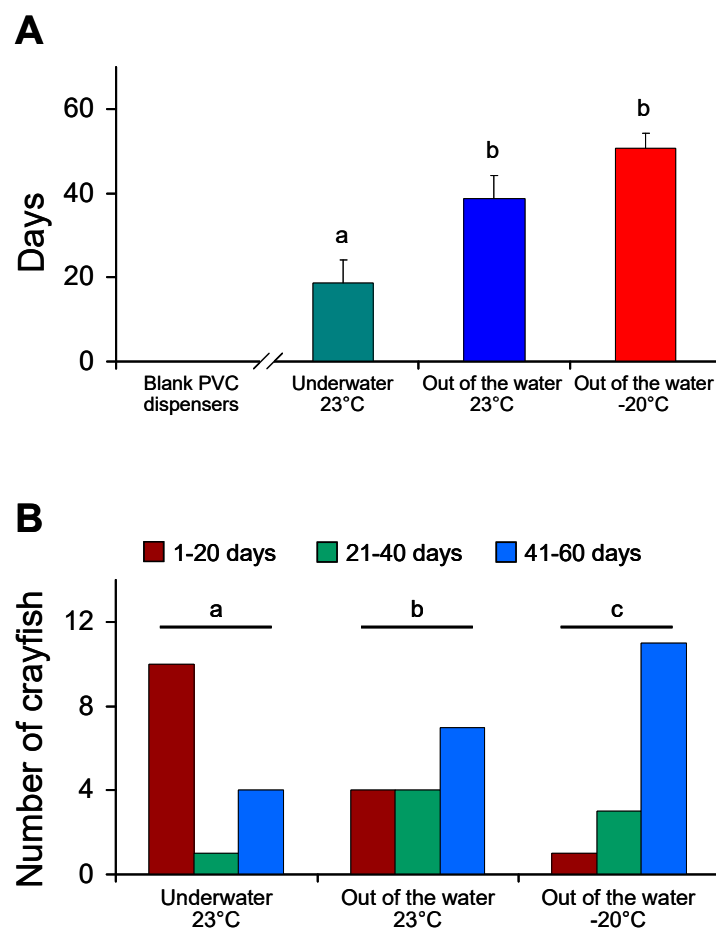 A
Days
60
40
20
0
a
b
b
Blank PVC
dispensers
Underwater
23°C
Out of the water
23°C
Out of the water
-20°C
B
1-20 days
21-40 days
41-60 days
Number of crayfish
12
8
4
0
a
b
c
Underwater
23°C
Out of the water
23°C
Out of the water
-20°C